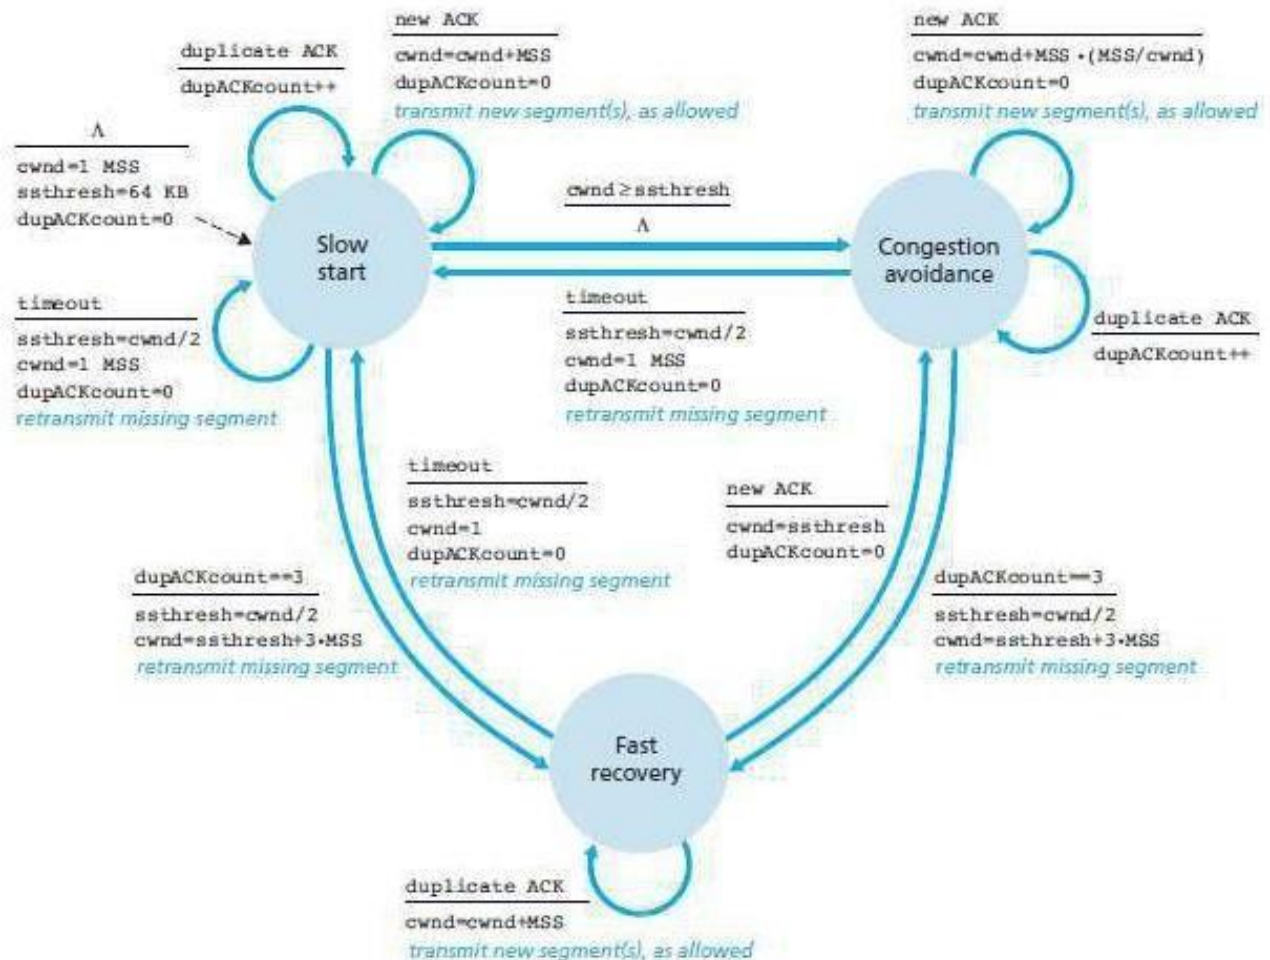 new ACK
cwnd=cwnd+MSS
dupACKcount=0
transmit new segment(s), as allowed
new ACK
cwnd=cwnd+MSS •(MSS/cwnd)
dupACKcount=0
transmit new segment(s), as allowed
duplicate ACK
dupACKcount++
Λ
cwnd=1 MSS
ssthresh=64 KB
dupACKcount=0
cwnd≥ssthresh
Λ
Slow
start
Congestion
avoidance
timeout
ssthresh=cwnd/2
cwnd=1 MSS
dupACKcount=0
retransmit missing segment
timeout
ssthresh=cwnd/2
cwnd=1 MSS
dupACKcount=0
retransmit missing segment
duplicate ACK
dupACKcount++
timeout
ssthresh=cwnd/2
cwnd=1
dupACKcount=0
retransmit missing segment
new ACK
cwnd=ssthresh
dupACKcount=0
dupACKcount==3
ssthresh=cwnd/2
cwnd=ssthresh+3•MSS
retransmit missing segment
dupACKcount==3
ssthresh=cwnd/2
cwnd=ssthresh+3•MSS
retransmit missing segment
Fast
recovery
duplicate ACK
cwnd=cwnd+MSS
transmit new segment(s), as allowed